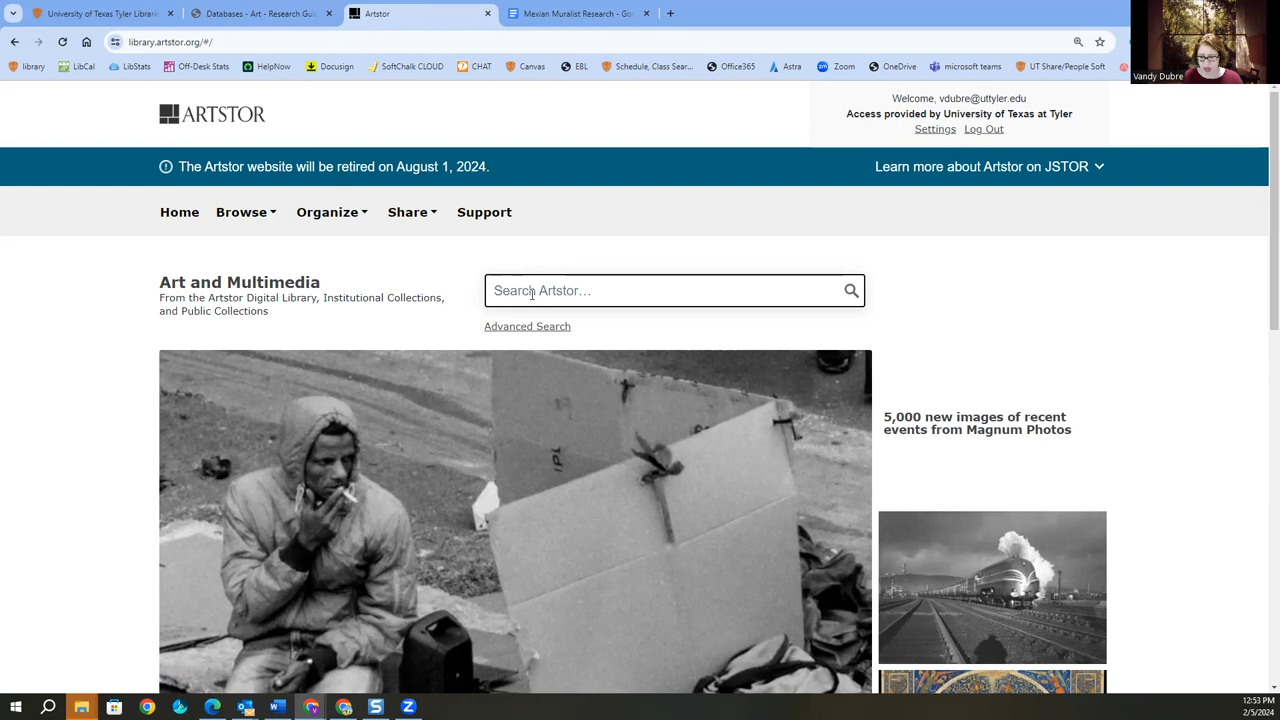 University of Texas Tyler Librarie
Databases - Art - Research Gui
Artstor
Mexian Muralist Research - Goo
library.artstor.org/#/
library
LibCal
LibStats
Off-Desk Stats
HelpNow
Docusign
SoftChalk CLOUD
CHAT
Canvas
EBL
Schedule, Class Sear...
Office365
Astra
Zoom
OneDrive
microsoft teams
UT Share/People Soft
Vandy Dubre
ARTSTOR
Welcome, vdubre@uttyler.edu
Access provided by University of Texas at Tyler
Settings Log Out
The Artstor website will be retired on August 1, 2024.
Learn more about Artstor on JSTOR
Home Browse Organize Share Support
Art and Multimedia
From the Artstor Digital Library, Institutional Collections,
and Public Collections
Search Artstor...
Advanced Search
IPL
5,000 new images of recent
events from Magnum Photos
12:53 PM
2/5/2024